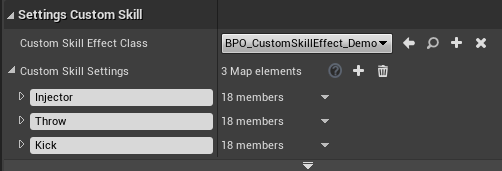 Settings Custom Skill
Custom Skill Effect Class BPO_CustomSkillEffect_Demo
Custom Skill Settings 3 Map elements
Injector 18 members
Throw 18 members
Kick 18 members